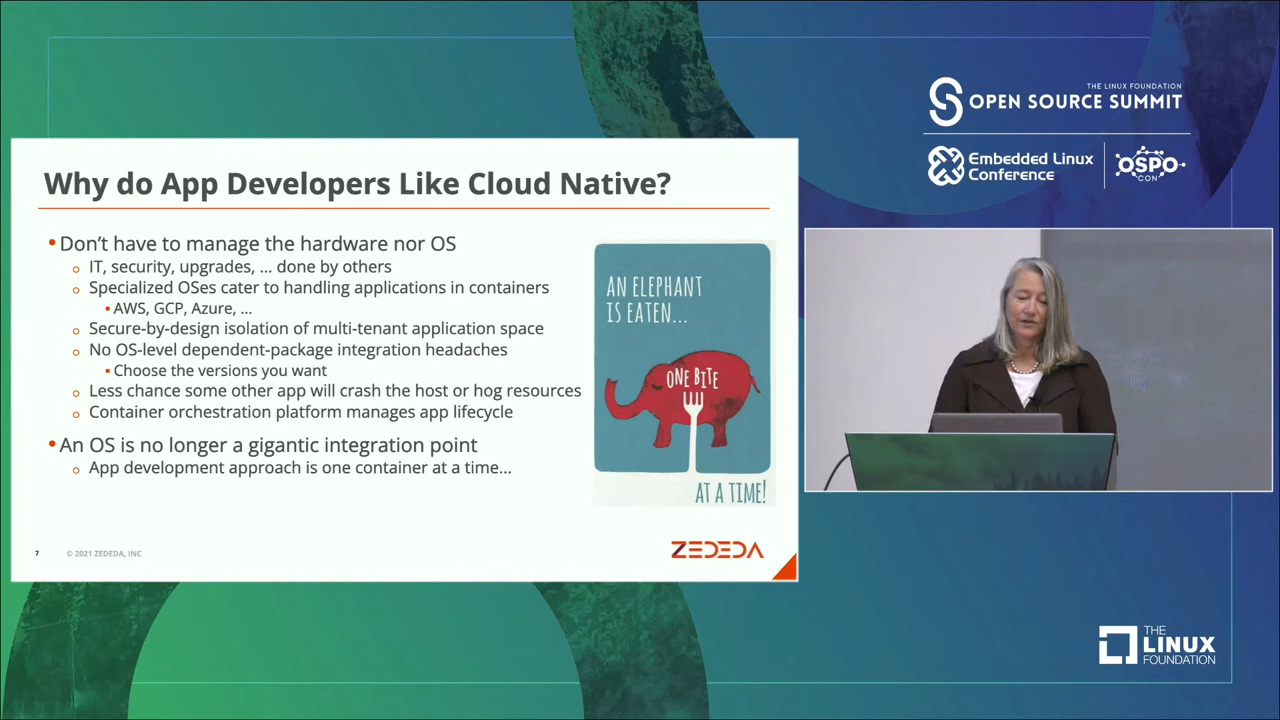 THE LINUX FOUNDATION
OPEN SOURCE SUMMIT
Embedded Linux
Conference
OSPO
CON
Why do App Developers Like Cloud Native?
•Don’t have to manage the hardware nor OS
o IT, security, upgrades, … done by others
o Specialized OSes cater to handling applications in containers
▪ AWS, GCP, Azure, …
o Secure-by-design isolation of multi-tenant application space
o No OS-level dependent-package integration headaches
▪ Choose the versions you want
o Less chance some other app will crash the host or hog resources
o Container orchestration platform manages app lifecycle
•An OS is no longer a gigantic integration point
o App development approach is one container at a time…
AN ELEPHANT
IS EATEN...
ONE BITE
AT A TIME!
7 © 2021 ZEDEDA, INC
ZEDEDA
THE
LINUX
FOUNDATION